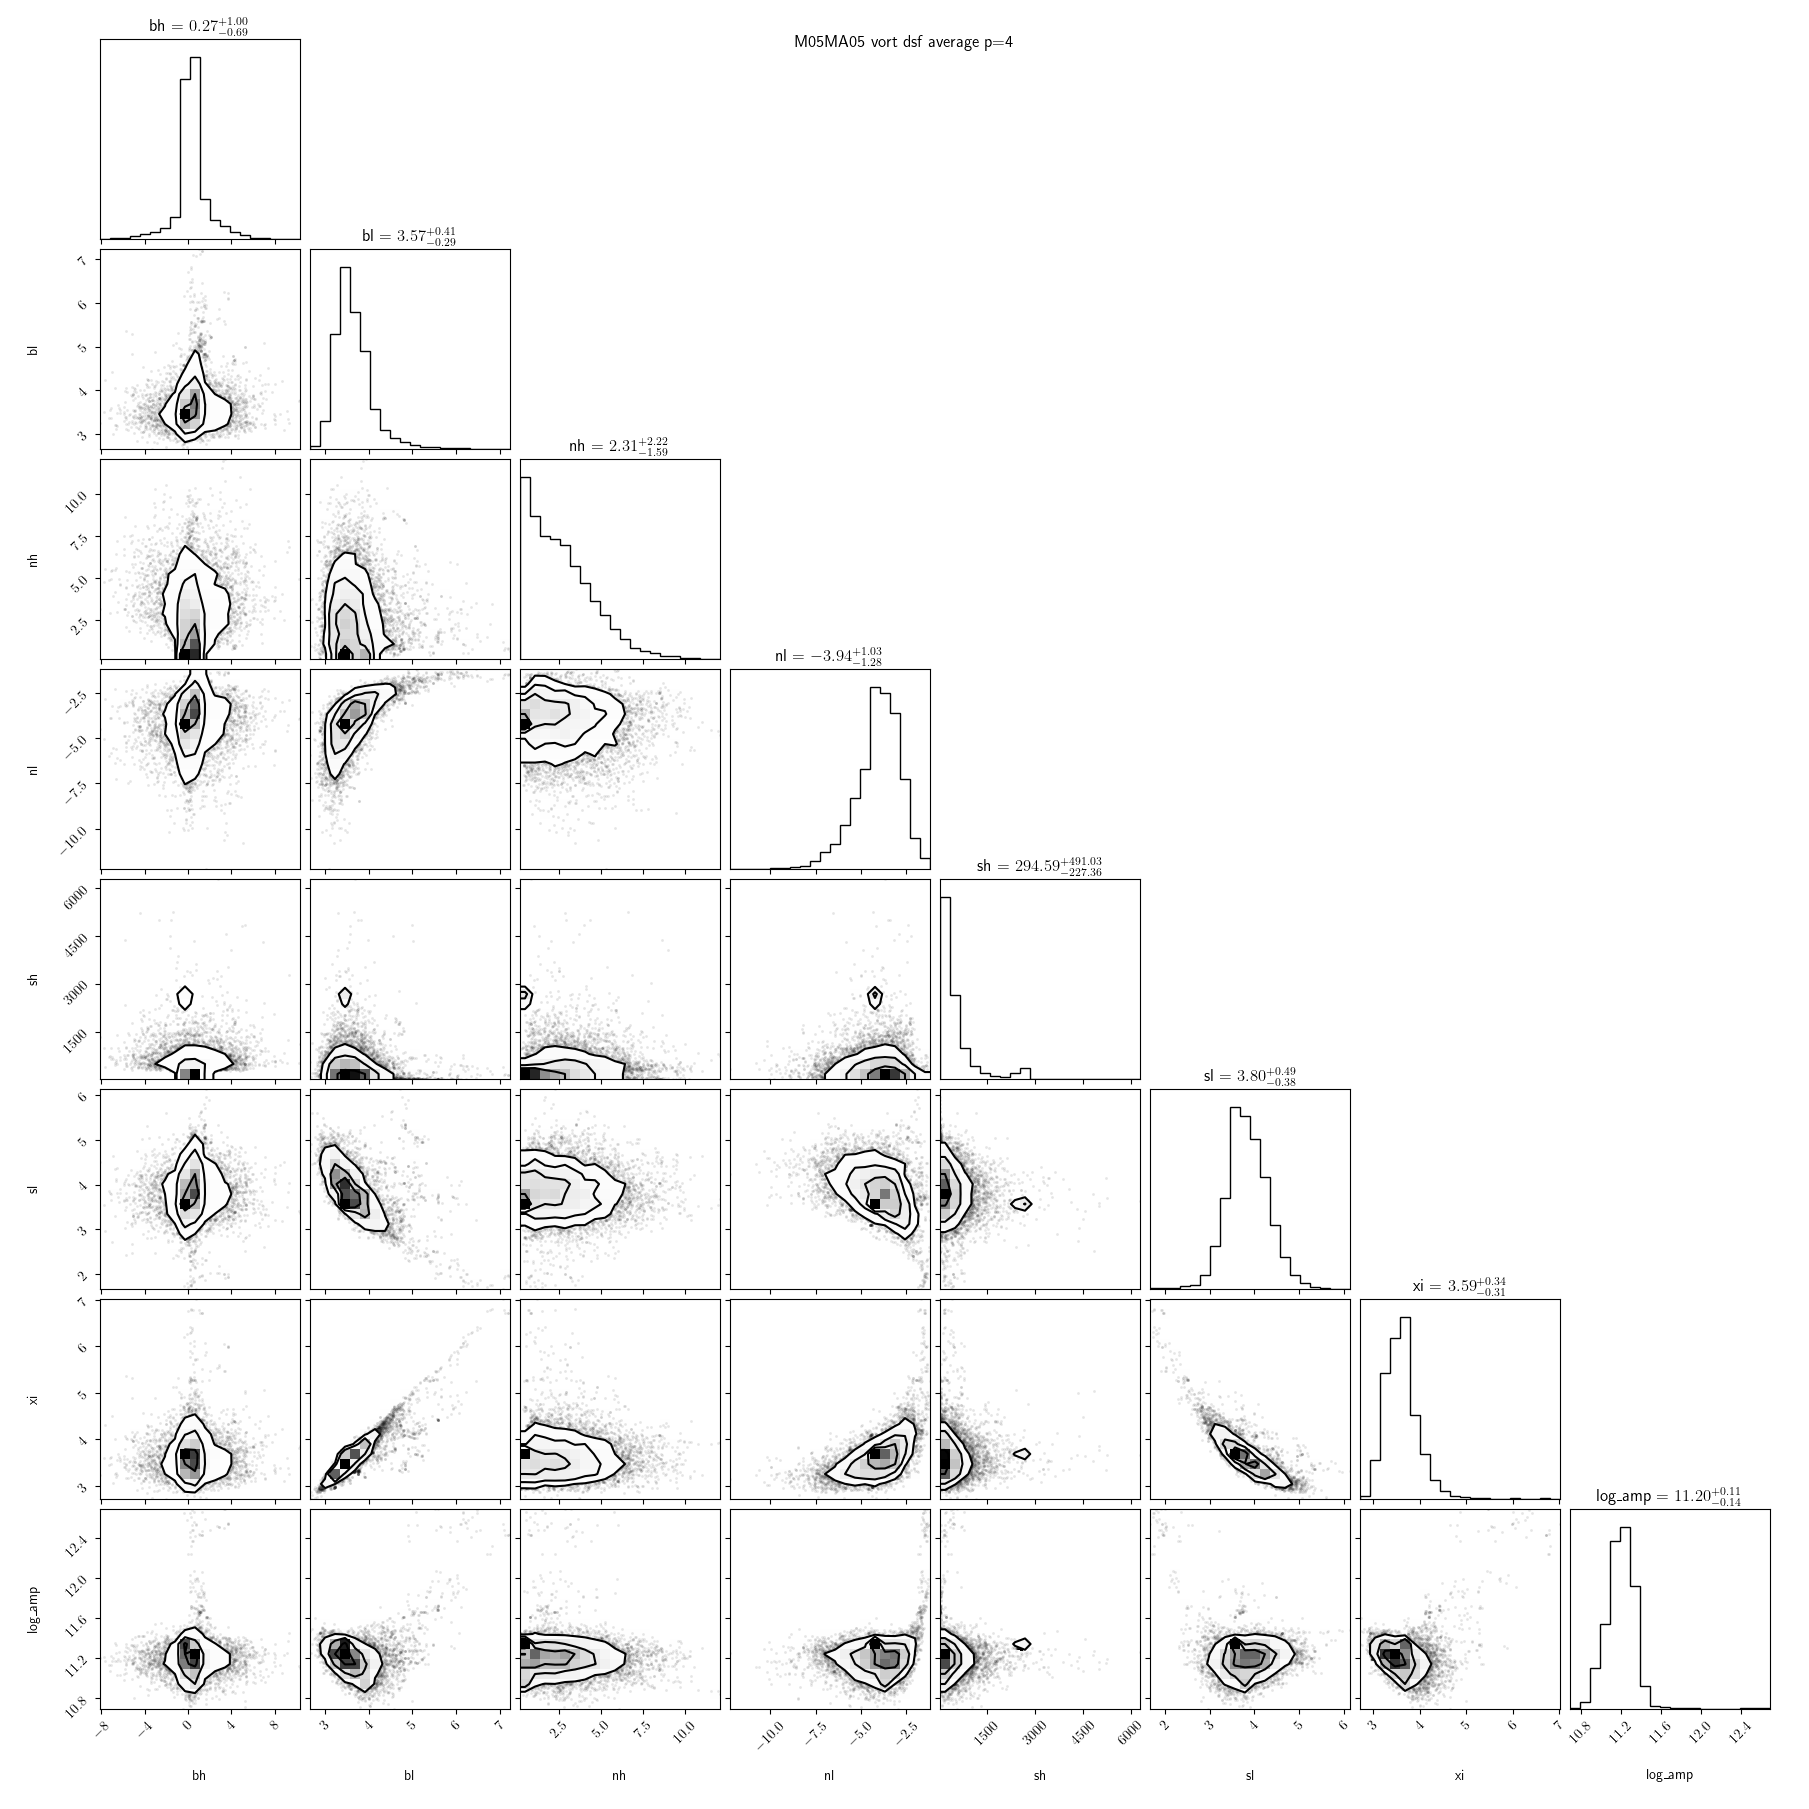 M05MA05 vort dsf average p=4
bh = 0.27+1.00 −0.69
bl = 3.57+0.41 −0.29
nh = 2.31+2.22 −1.59
nl = −3.94+1.03 −1.28
sh = 294.59+491.03 −227.36
sl = 3.80+0.49 −0.38
xi = 3.59+0.34 −0.31
log_amp = 11.20+0.11 −0.14
7
6
5
4
3
bl
10.0
7.5
5.0
2.5
nh
−2.5
−5.0
−7.5
−10.0
nl
6000
4500
3000
1500
sh
6
5
4
3
2
sl
7
6
5
4
3
xi
12.4
12.0
11.6
11.2
10.8
log_amp
−8 −4 0 4 8
3 4 5 6 7
2.5 5.0 7.5 10.0
−10.0 −7.5 −5.0 −2.5
1500 3000 4500 6000
2 3 4 5 6
3 4 5 6 7
10.8 11.2 11.6 12.0 12.4
bh bl nh nl sh sl xi log_amp